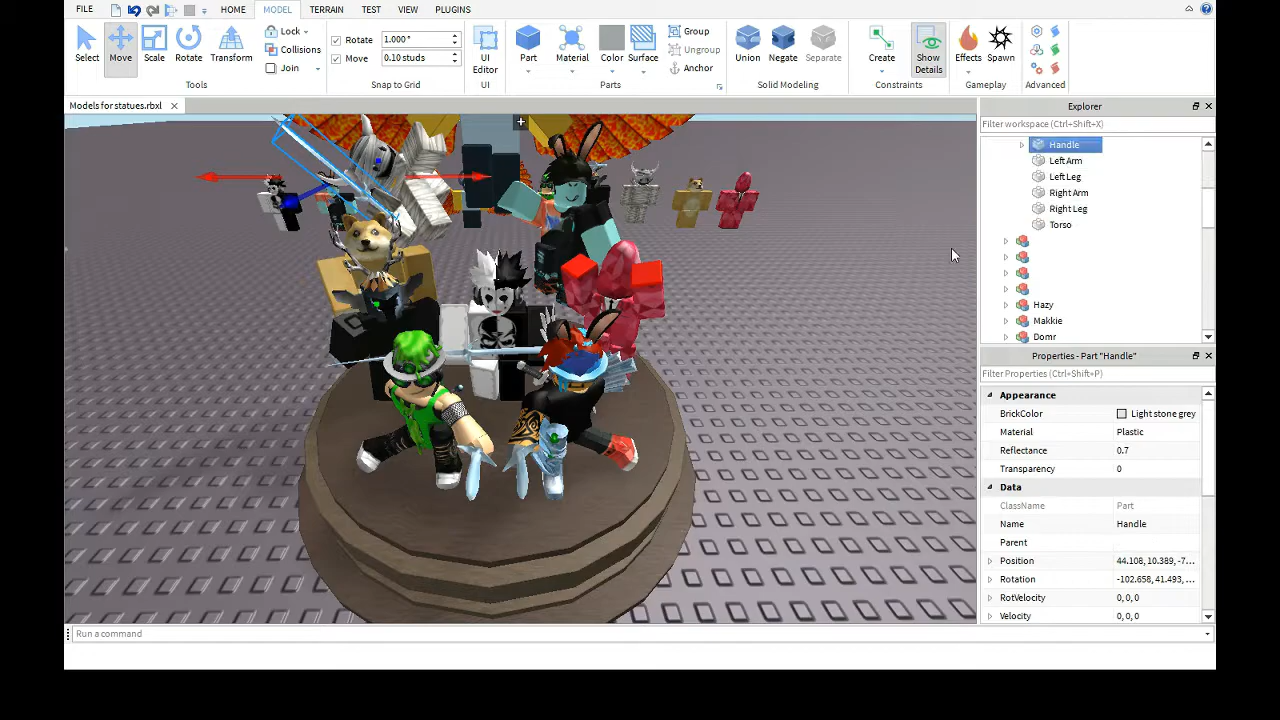 FILE HOME MODEL TERRAIN TEST VIEW PLUGINS
Select Move Scale Rotate Transform
Tools
Lock
Collisions
Join
Rotate 1.000 °
Move 0.10 studs
Snap to Grid
UI
Editor
UI
Part Material Color Surface
Group
Ungroup
Anchor
Parts
Union Negate Separate
Solid Modeling
Create Show
Details
Constraints
Effects Spawn
Gameplay
Advanced
Models for statues.rbxl
Explorer
Filter workspace (Ctrl+Shift+X)
Handle
Left Arm
Left Leg
Right Arm
Right Leg
Torso
Hazy
Makkie
Domr
Properties - Part "Handle"
Filter Properties (Ctrl+Shift+P)
Appearance
BrickColor Light stone grey
Material Plastic
Reflectance 0.7
Transparency 0
Data
ClassName Part
Name Handle
Parent
Position 44.108, 10.389, -7...
Rotation -102.658, 41.493, ...
RotVelocity 0, 0, 0
Velocity 0, 0, 0
Run a command